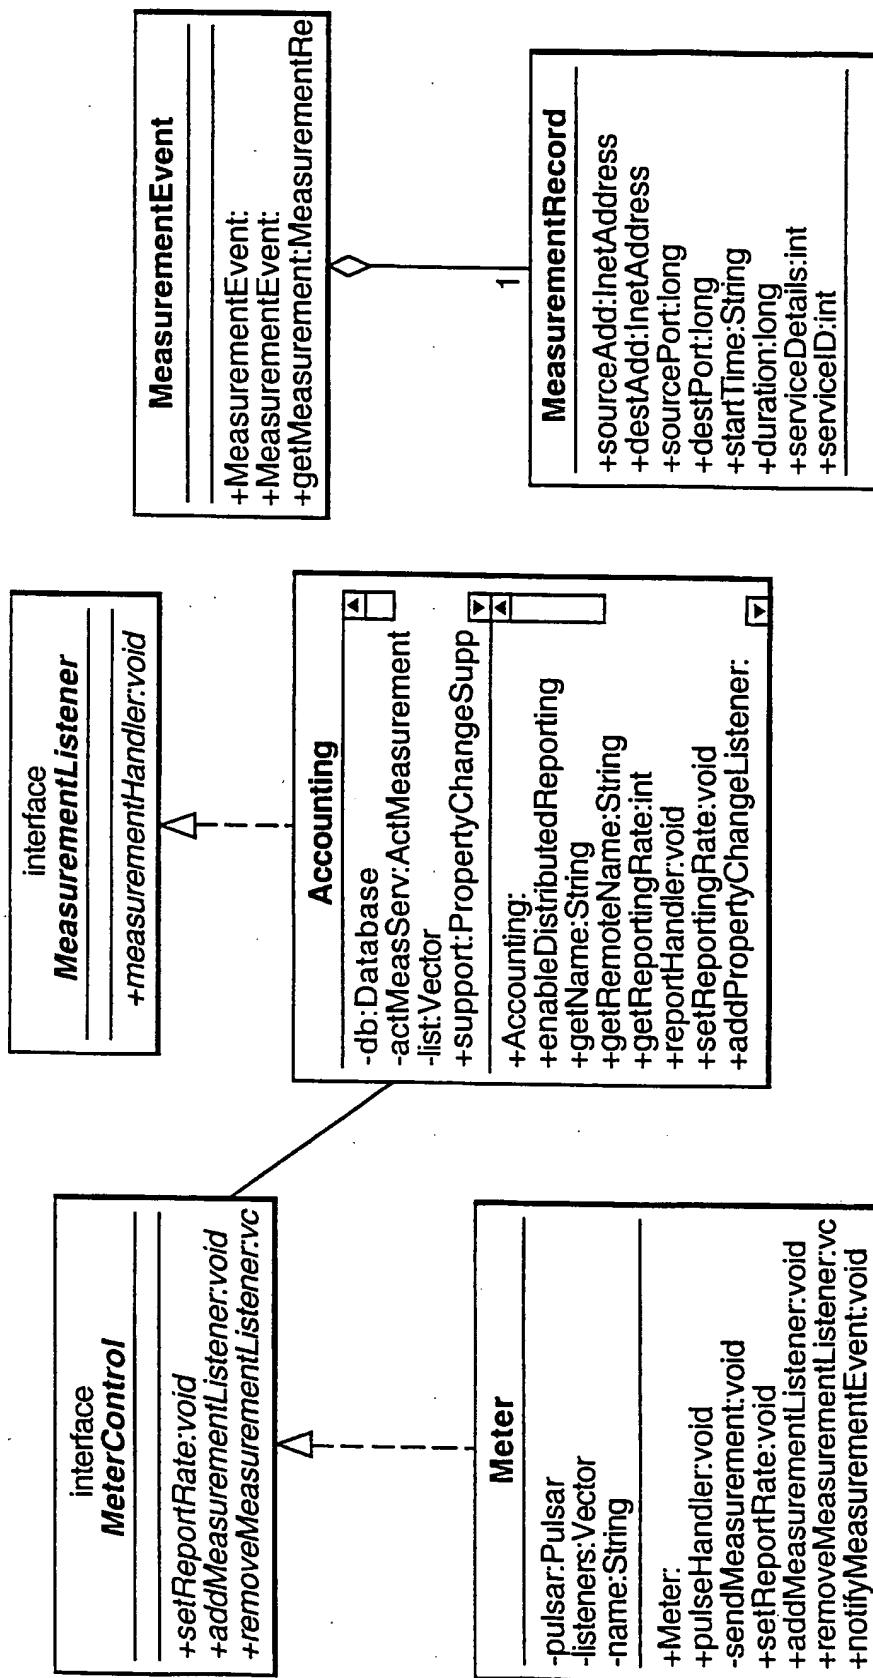 interface
MeterControl
+setReportRate:void
+addMeasurementListener:void
+removeMeasurementListener:vc
Meter
-pulsar:Pulsar
-listeners:Vector
-name:String
+Meter:
+pulseHandler:void
-sendMeasurement:void
+setReportRate:void
+addMeasurementListener:void
+removeMeasurementListener:vc
+notifyMeasurementEvent:void
interface
MeasurementListener
+measurementHandler:void
Accounting
-db:Database
-actMeasServ:ActMeasurement
-list:Vector
+support:PropertyChangeSupp
+Accounting:
+enableDistributedReporting
+getName:String
+getRemoteName:String
+getReportingRate:int
+reportHandler:void
+setReportingRate:void
+addPropertyChangeListener:
MeasurementEvent
+MeasurementEvent:
+MeasurementEvent:
+getMeasurement:MeasurementRe
1
MeasurementRecord
+sourceAdd:InetAddress
+destAdd:InetAddress
+sourcePort:long
+destPort:long
+startTime:String
+duration:long
+serviceDetails:int
+serviceID:int